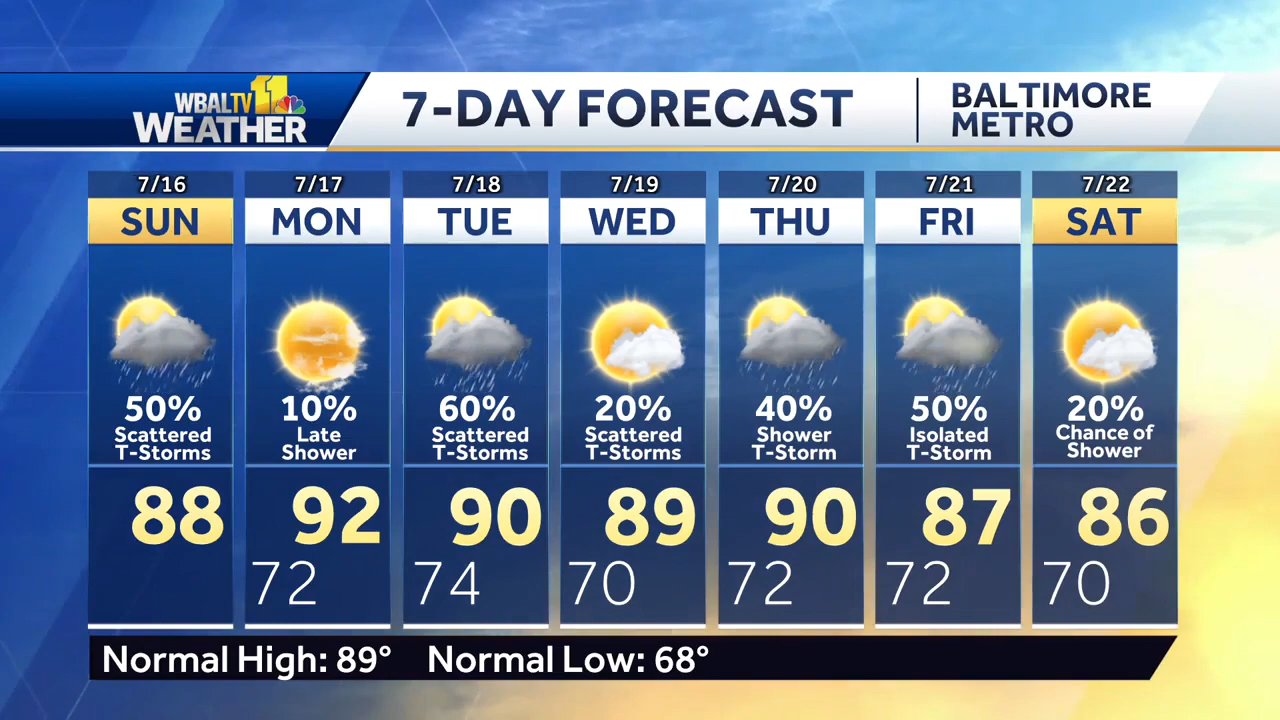 WBALTV 11
WEATHER
7-DAY FORECAST
BALTIMORE
METRO
7/16
SUN
50%
Scattered
T-Storms
88
7/17
MON
10%
Late
Shower
92
72
7/18
TUE
60%
Scattered
T-Storms
90
74
7/19
WED
20%
Scattered
T-Storms
89
70
7/20
THU
40%
Shower
T-Storm
90
72
7/21
FRI
50%
Isolated
T-Storm
87
72
7/22
SAT
20%
Chance of
Shower
86
70
Normal High: 89° Normal Low: 68°